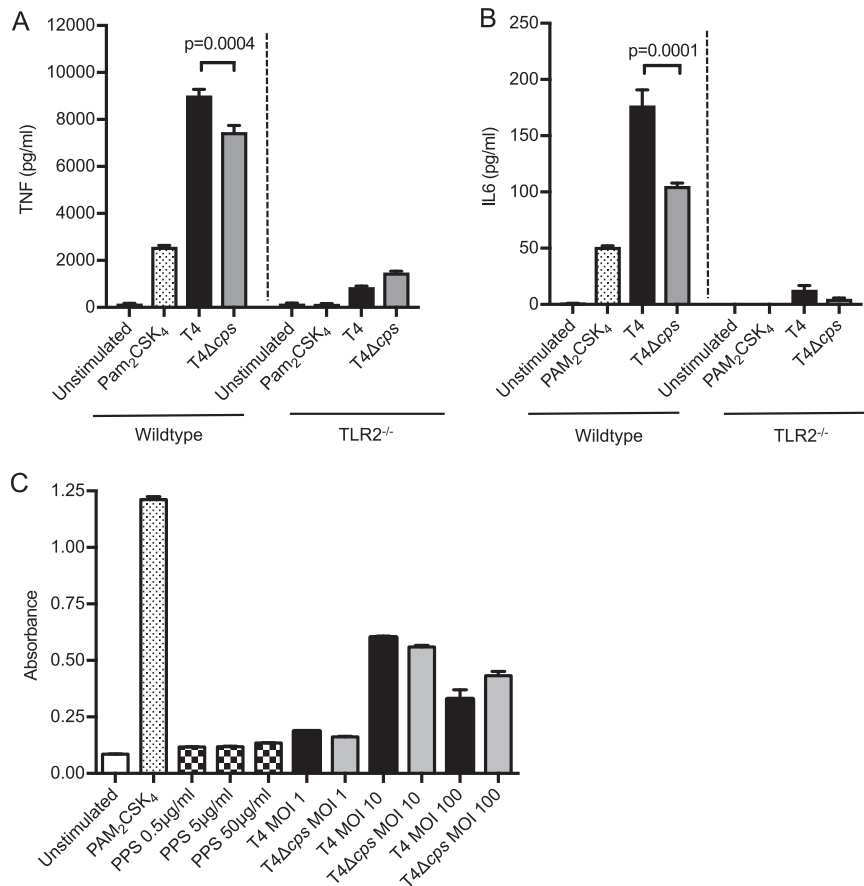 A
TNF (pg/ml)
12000
10000
8000
6000
4000
2000
0
p=0.0004
Unstimulated
Pam₂CSK₄
T4
T4Δcps
Unstimulated
Pam₂CSK₄
T4
T4Δcps
Wildtype
TLR2⁻/⁻
B
IL6 (pg/ml)
250
200
150
100
50
0
p=0.0001
Unstimulated
PAM₂CSK₄
T4
T4Δcps
Unstimulated
PAM₂CSK₄
T4
T4Δcps
Wildtype
TLR2⁻/⁻
C
Absorbance
1.25
1.00
0.75
0.50
0.25
0.00
Unstimulated
PAM₂CSK₄
PPS 0.5μg/ml
PPS 5μg/ml
PPS 50μg/ml
T4 MOI 1
T4Δcps MOI 1
T4 MOI 10
T4Δcps MOI 10
T4 MOI 100
T4Δcps MOI 100